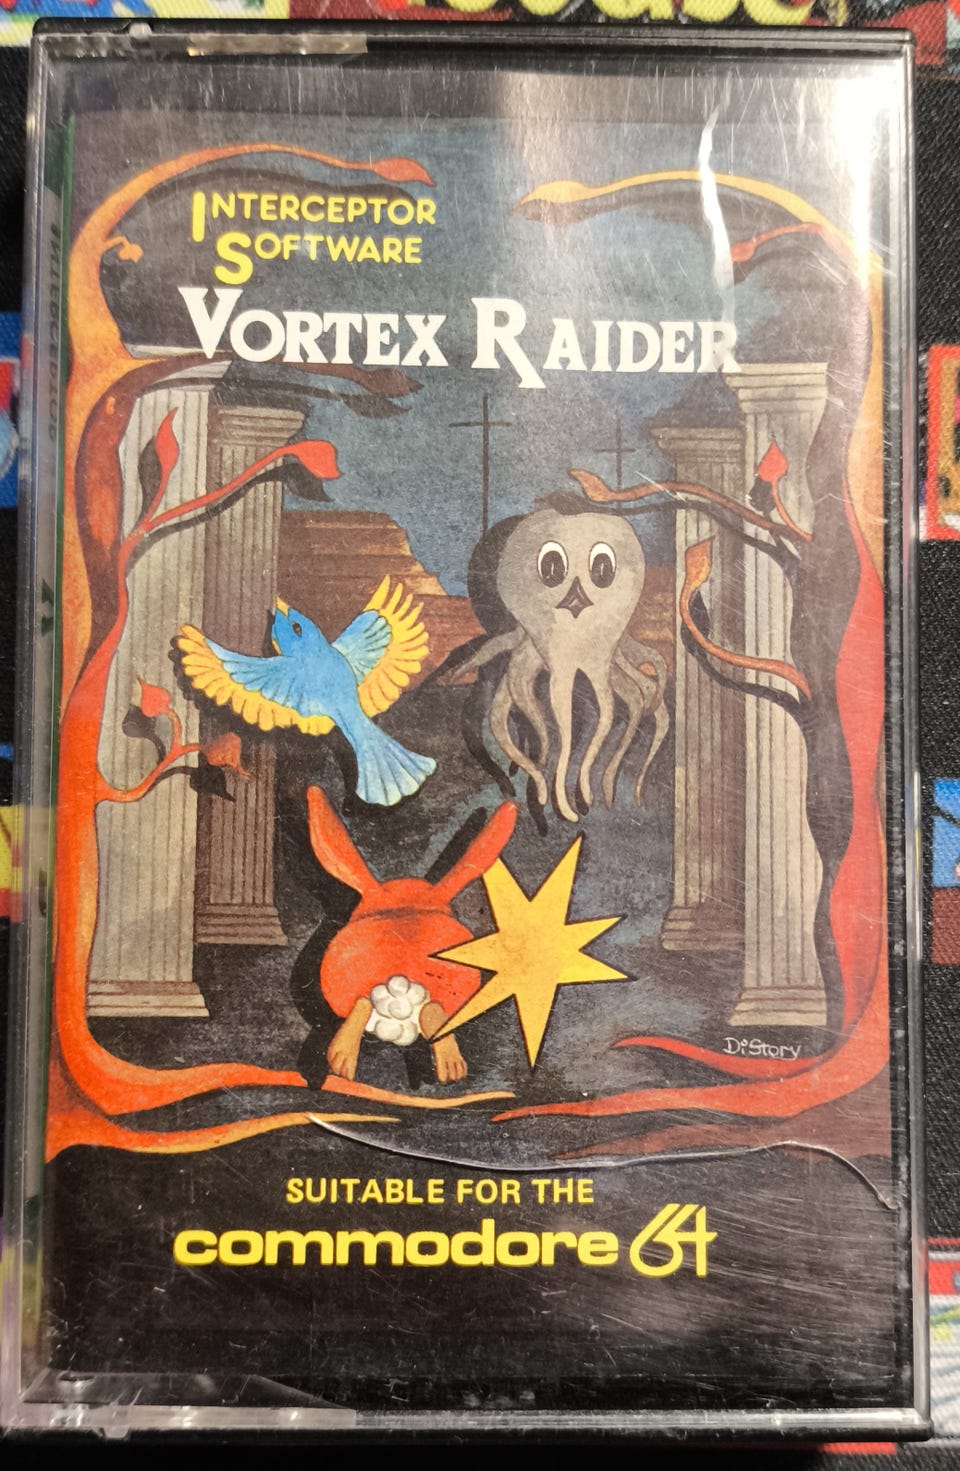 INTERCEPTOR
SOFTWARE
VORTEX RAIDER
Di Story
SUITABLE FOR THE
commodore 64